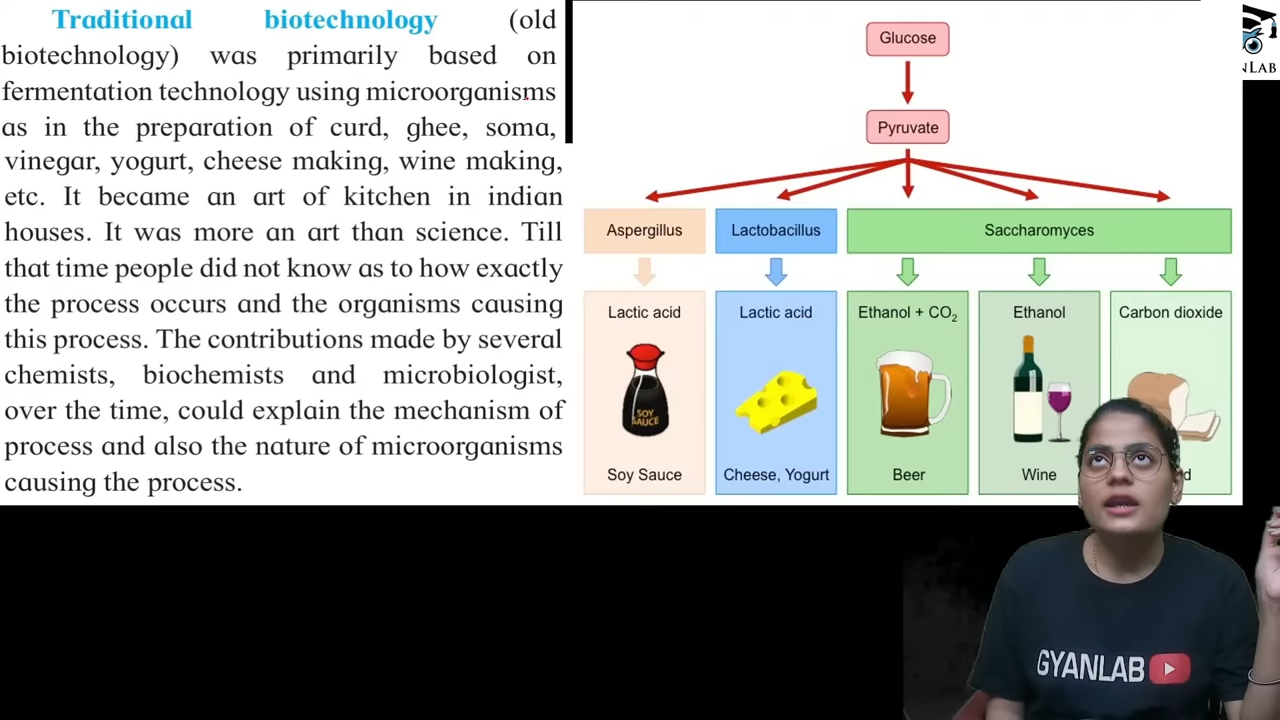 Traditional biotechnology (old
biotechnology) was primarily based on
fermentation technology using microorganisms
as in the preparation of curd, ghee, soma,
vinegar, yogurt, cheese making, wine making,
etc. It became an art of kitchen in indian
houses. It was more an art than science. Till
that time people did not know as to how exactly
the process occurs and the organisms causing
this process. The contributions made by several
chemists, biochemists and microbiologist,
over the time, could explain the mechanism of
process and also the nature of microorganisms
causing the process.
Glucose
Pyruvate
Aspergillus
Lactobacillus
Saccharomyces
Lactic acid
Lactic acid
Ethanol + CO₂
Ethanol
Carbon dioxide
SOY
SAUCE
Soy Sauce
Cheese, Yogurt
Beer
Wine
GYANLAB